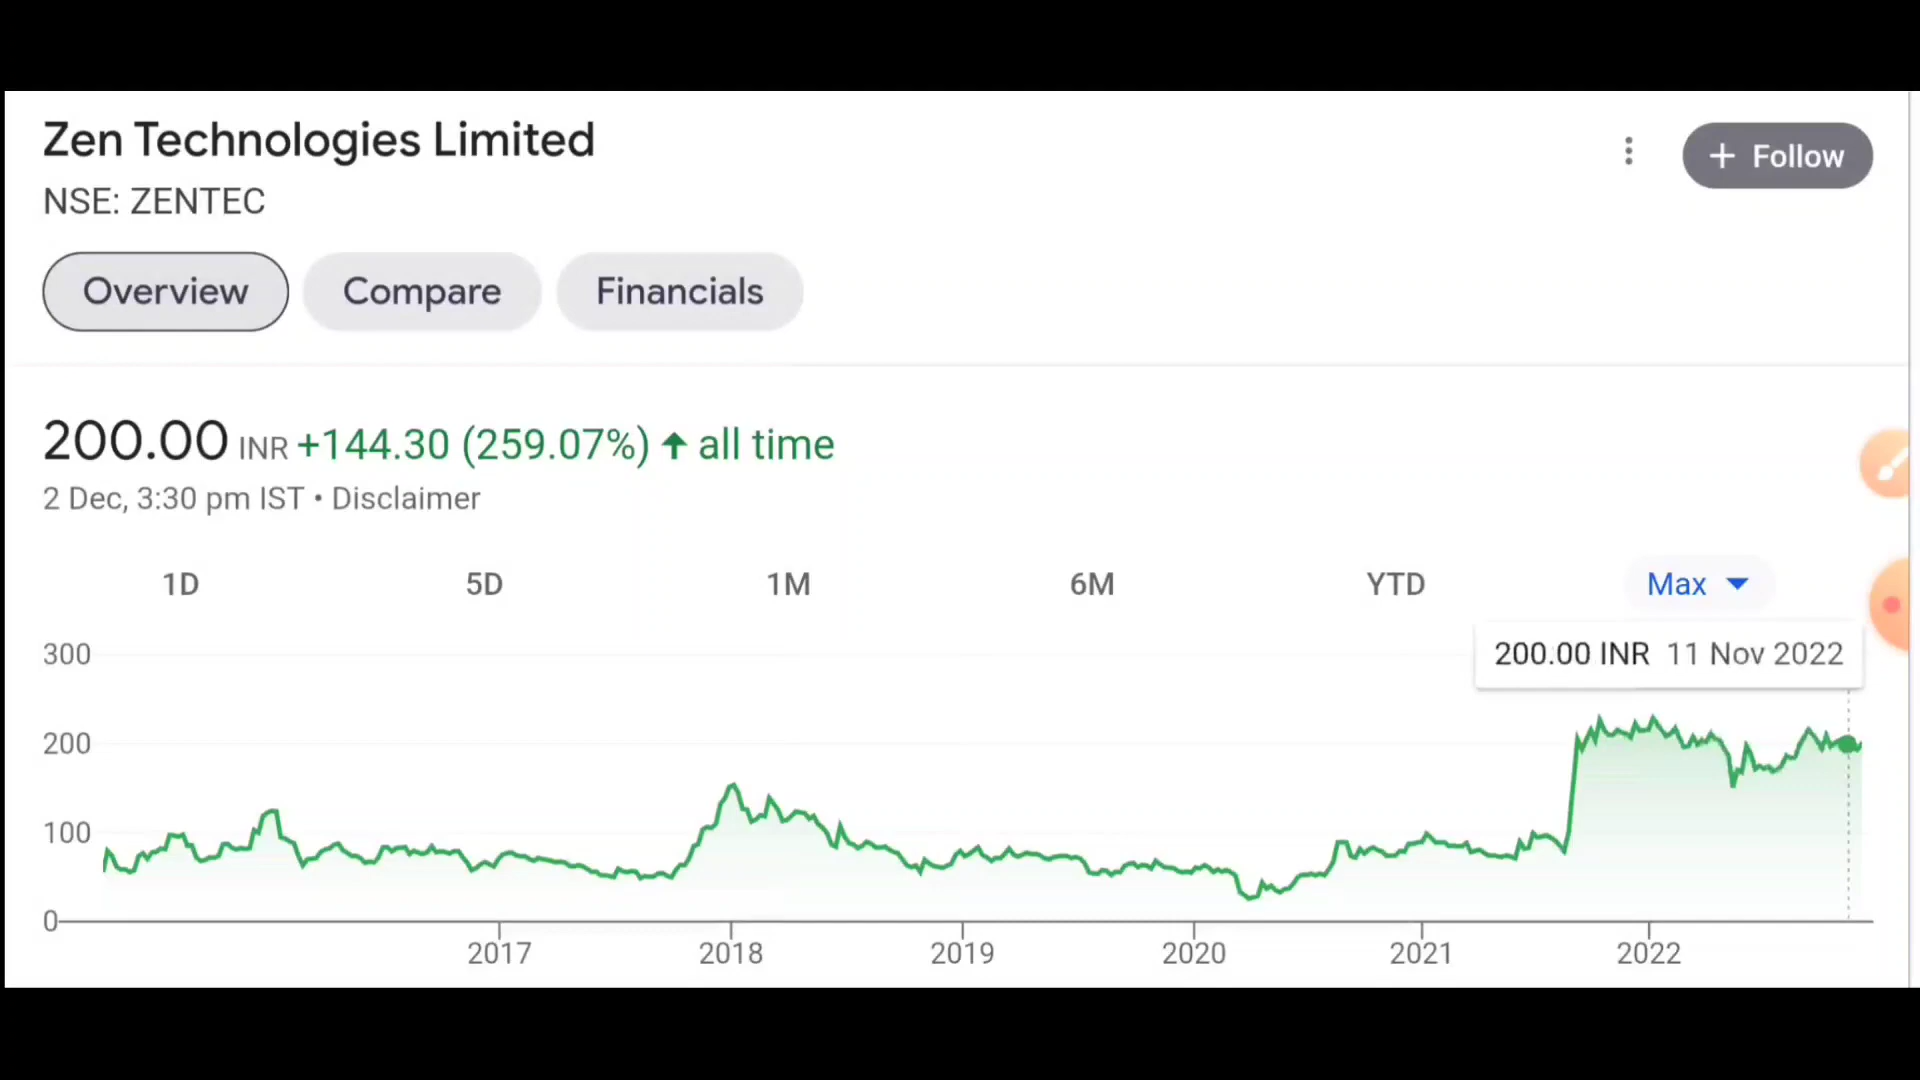 Zen Technologies Limited
+ Follow
NSE: ZENTEC
Overview Compare Financials
200.00 INR +144.30 (259.07%) ↑ all time
2 Dec, 3:30 pm IST • Disclaimer
1D 5D 1M 6M YTD Max
300
200.00 INR 11 Nov 2022
200
100
0
2017 2018 2019 2020 2021 2022